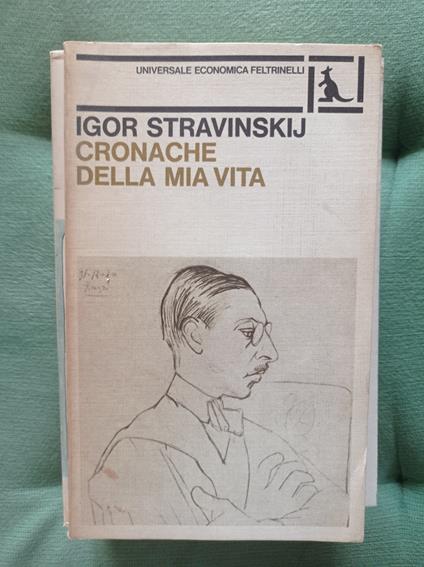 UNIVERSALE ECONOMICA FELTRINELLI
IGOR STRAVINSKIJ
CRONACHE
DELLA MIA VITA